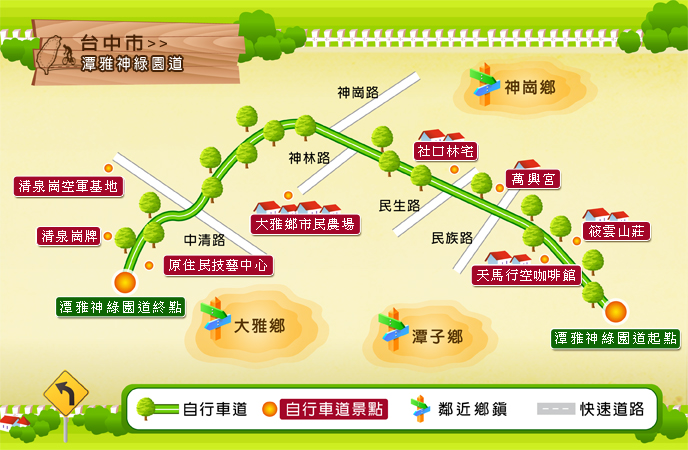 台中市>>
潭雅神綠園道
神崗鄉
神崗路
社口林宅
神林路
萬興宮
清泉崗空軍基地
大雅鄉市民農場
民生路
筱雲山莊
清泉崗牌
中清路
民族路
原住民技藝中心
天馬行空咖啡館
潭雅神綠園道終點
大雅鄉
潭子鄉
潭雅神綠園道起點
自行車道
自行車道景點
鄰近鄉鎮
快速道路